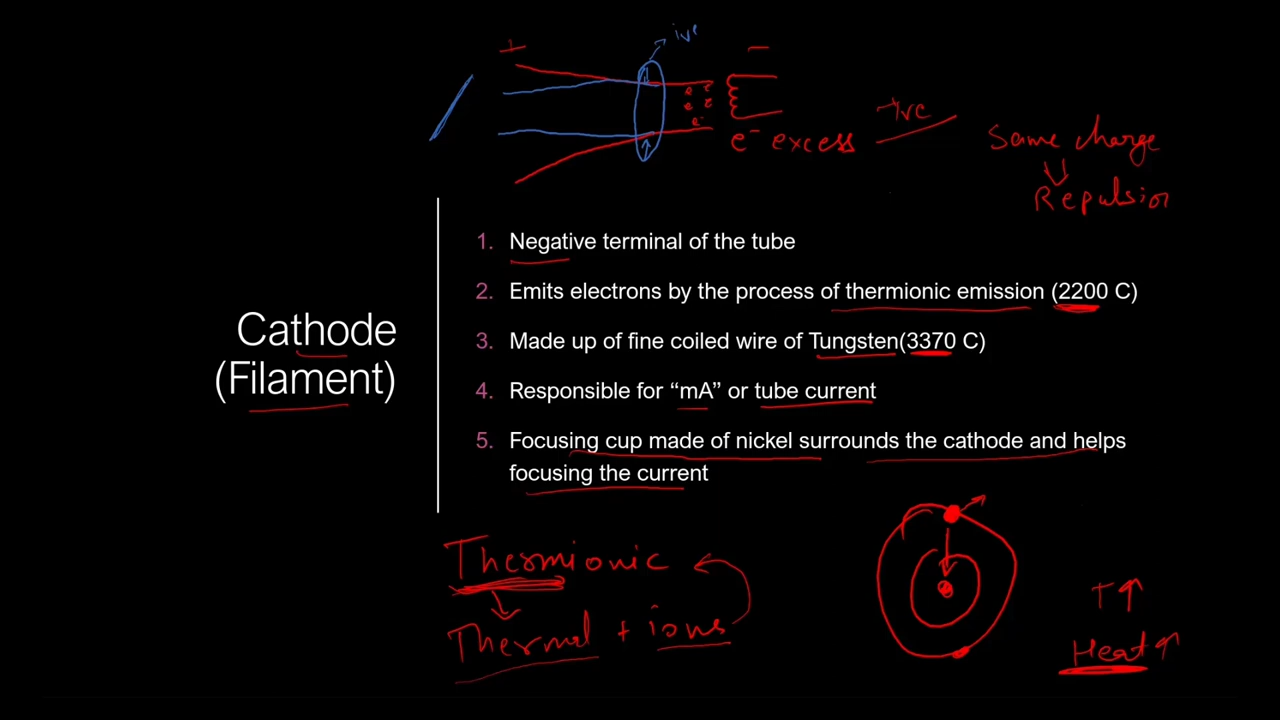 -ive
+ -
e e
e e
e-
e- excess -ive
Same charge
Repulsion
Cathode
(Filament)
1. Negative terminal of the tube
2. Emits electrons by the process of thermionic emission (2200 C)
3. Made up of fine coiled wire of Tungsten(3370 C)
4. Responsible for “mA” or tube current
5. Focusing cup made of nickel surrounds the cathode and helps
focusing the current
Thermionic
Thermal + ions
T↑
Heat↑